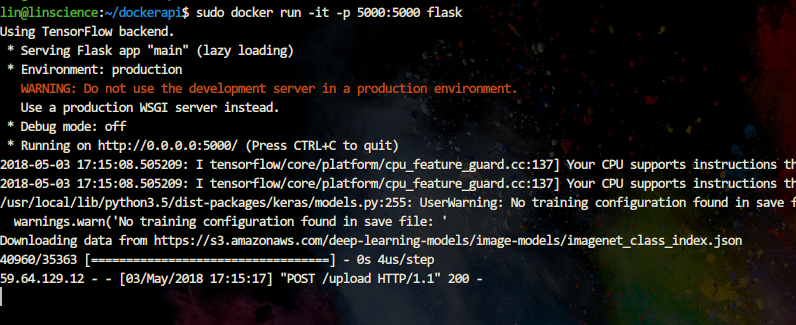 lin@linscience:~/dockerapi$ sudo docker run -it -p 5000:5000 flask
Using TensorFlow backend.
* Serving Flask app "main" (lazy loading)
* Environment: production
WARNING: Do not use the development server in a production environment.
Use a production WSGI server instead.
* Debug mode: off
* Running on http://0.0.0.0:5000/ (Press CTRL+C to quit)
2018-05-03 17:15:08.505209: I tensorflow/core/platform/cpu_feature_guard.cc:137] Your CPU supports instructions th
2018-05-03 17:15:08.505209: I tensorflow/core/platform/cpu_feature_guard.cc:137] Your CPU supports instructions th
/usr/local/lib/python3.5/dist-packages/keras/models.py:255: UserWarning: No training configuration found in save f
warnings.warn('No training configuration found in save file: '
Downloading data from https://s3.amazonaws.com/deep-learning-models/image-models/imagenet_class_index.json
40960/35363 [==================================] - 0s 4us/step
59.64.129.12 - - [03/May/2018 17:15:17] "POST /upload HTTP/1.1" 200 -